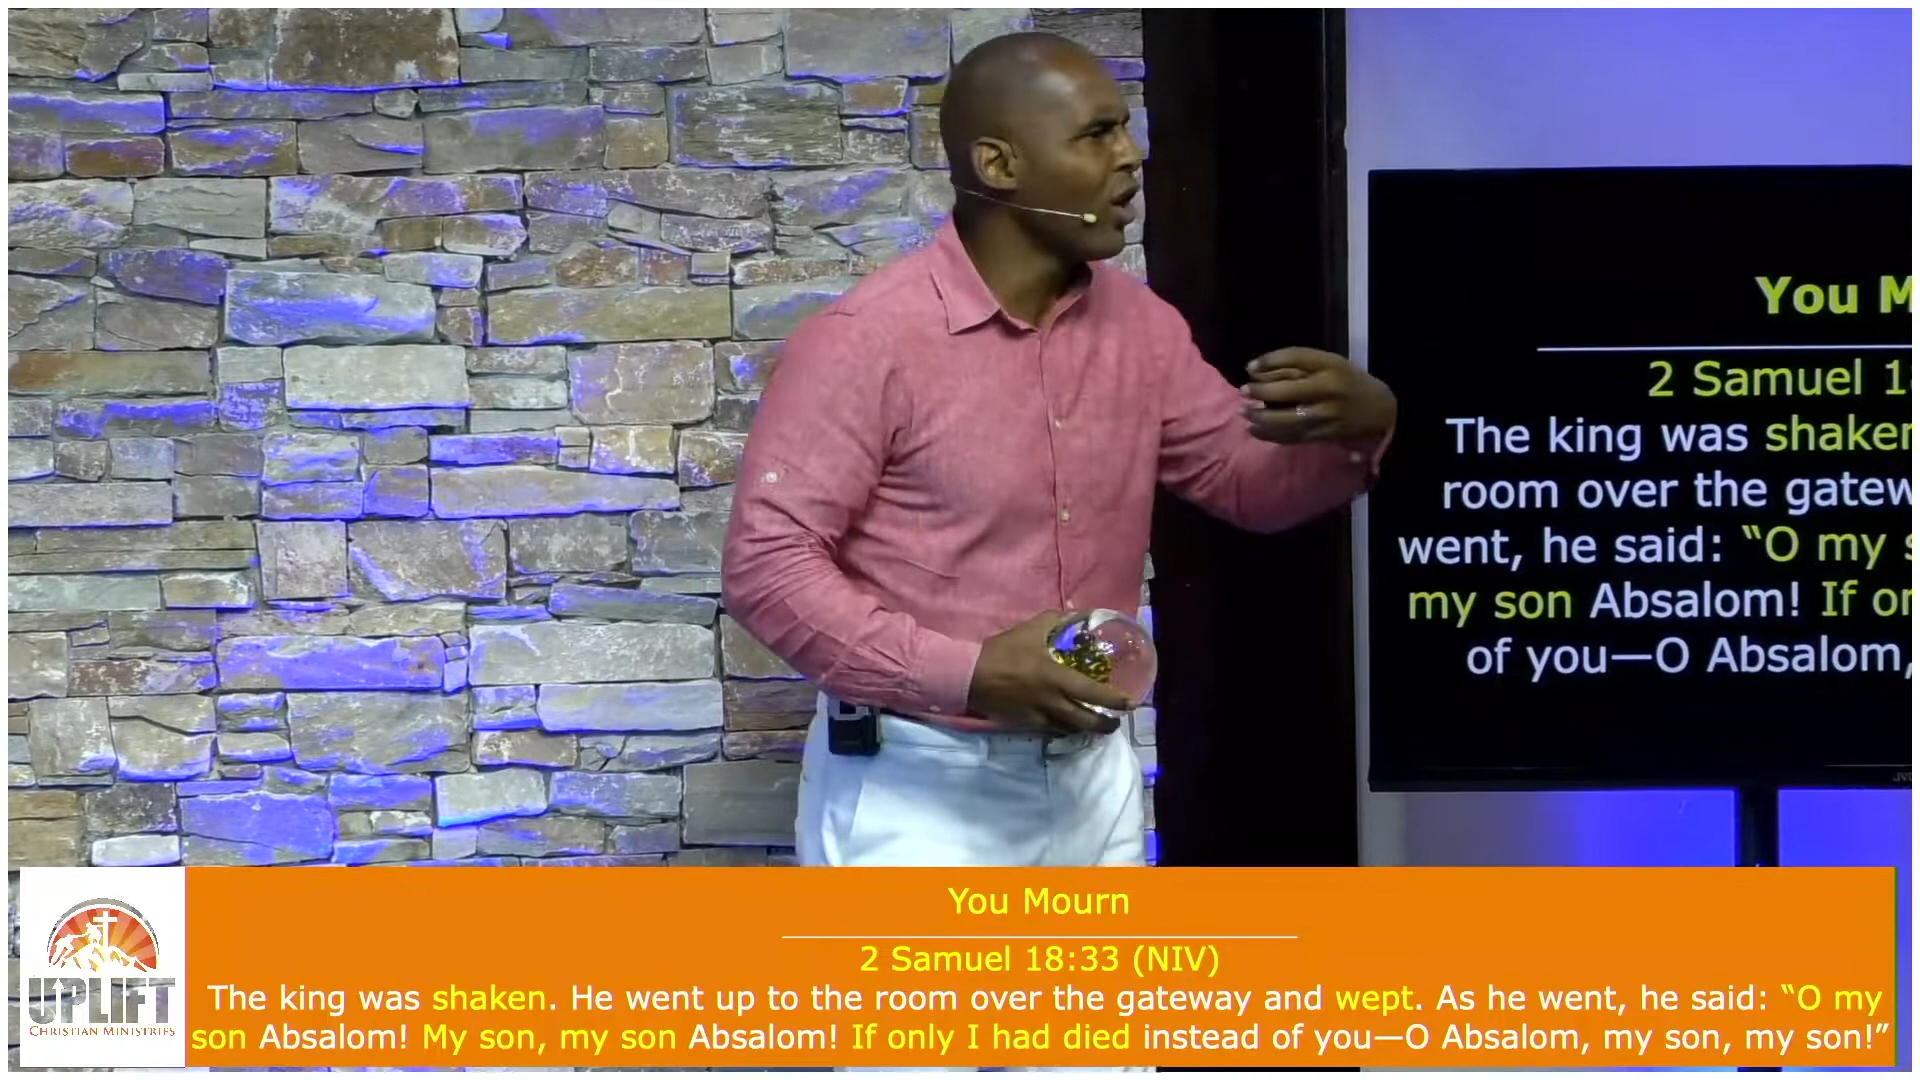 You M
2 Samuel 18
The king was shaken
room over the gatew
went, he said: “O my s
my son Absalom! If on
of you—O Absalom,
JVC
You Mourn
2 Samuel 18:33 (NIV)
The king was shaken. He went up to the room over the gateway and wept. As he went, he said: “O my
son Absalom! My son, my son Absalom! If only I had died instead of you—O Absalom, my son, my son!”
UPLIFT
CHRISTIAN MINISTRIES